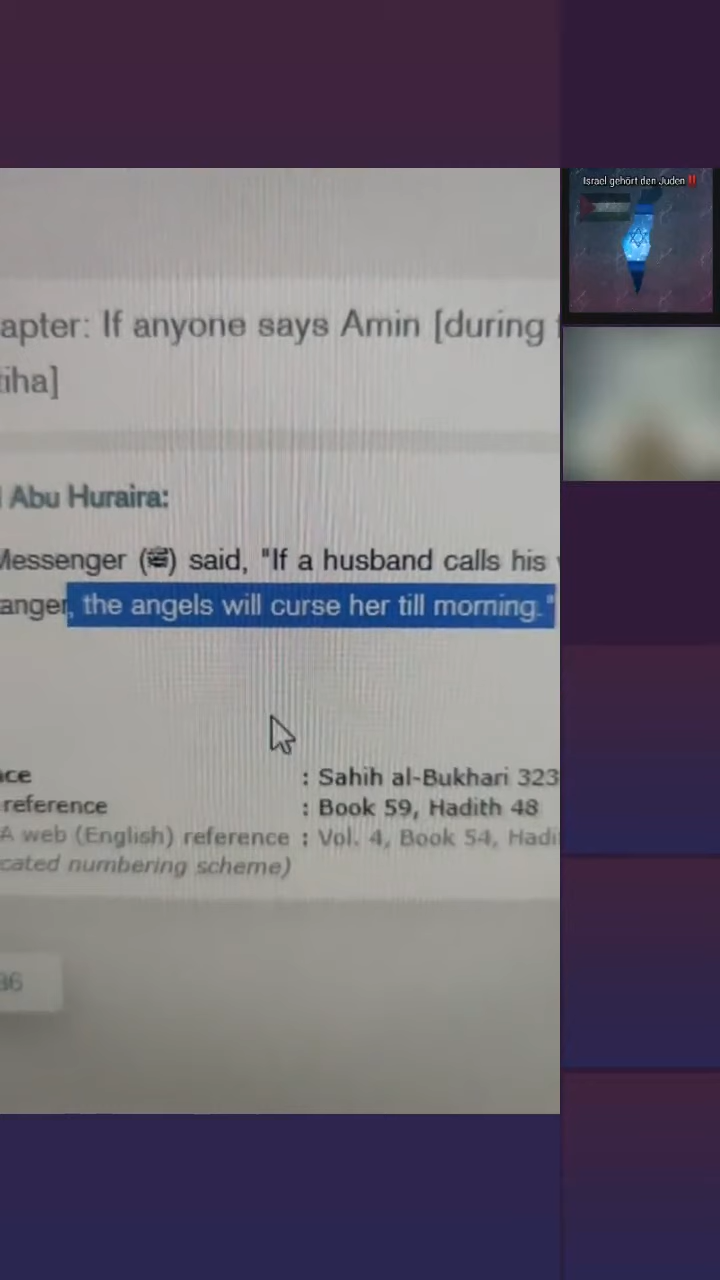 Israel gehört den Juden‼️
apter: If anyone says Amin [during
tiha]
Abu Huraira:
Messenger (ﷺ) said, "If a husband calls his
anger, the angels will curse her till morning."
ce
: Sahih al-Bukhari 323
reference
: Book 59, Hadith 48
A web (English) reference : Vol. 4, Book 54, Hadi
cated numbering scheme)
36